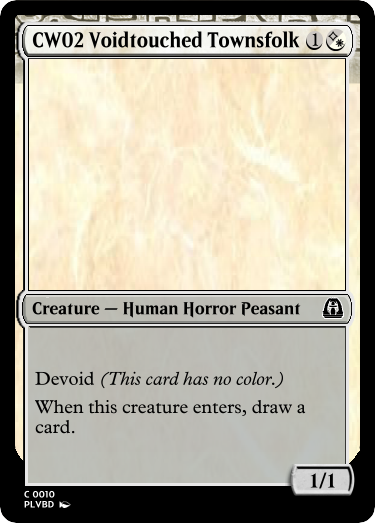 CW02 Voidtouched Townsfolk 1
Creature — Human Horror Peasant
Devoid (This card has no color.)
When this creature enters, draw a
card.
1/1
C 0010
PLVBD